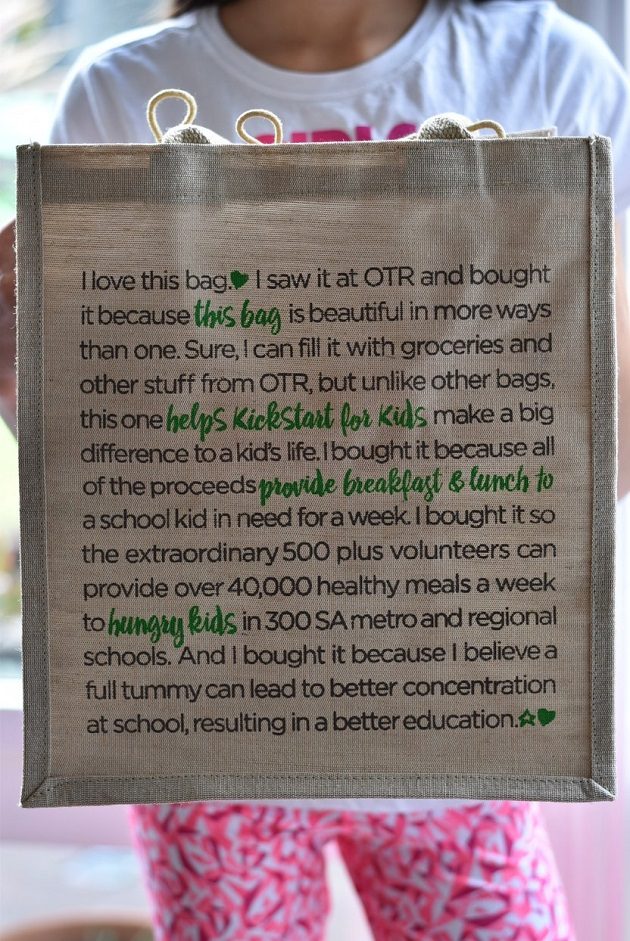 I love this bag. I saw it at OTR and bought
it because this bag is beautiful in more ways
than one. Sure, I can fill it with groceries and
other stuff from OTR, but unlike other bags,
this one helps KickStart for Kids make a big
difference to a kid's life. I bought it because all
of the proceeds provide breakfast & lunch to
a school kid in need for a week. I bought it so
the extraordinary 500 plus volunteers can
provide over 40,000 healthy meals a week
to hungry kids in 300 SA metro and regional
schools. And I bought it because I believe a
full tummy can lead to better concentration
at school, resulting in a better education.